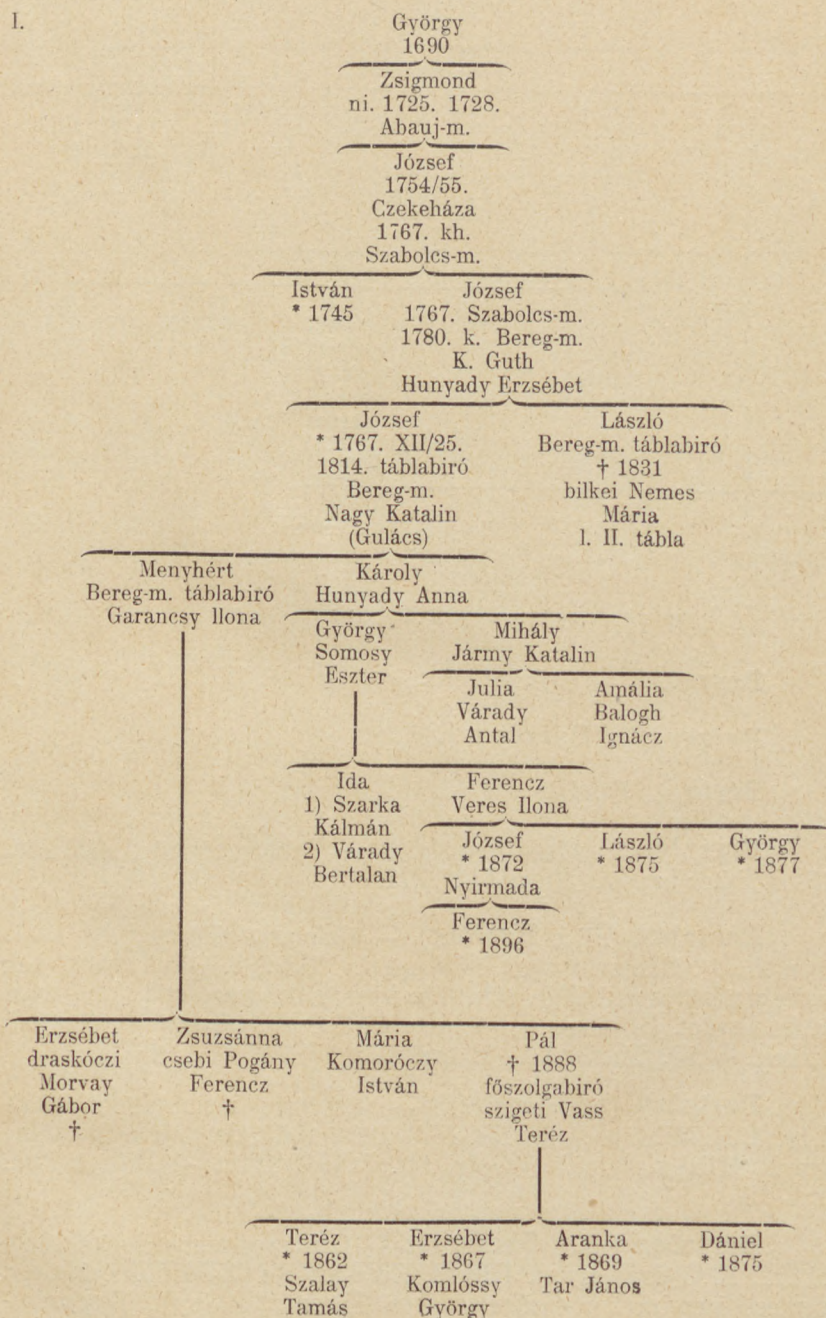 I.
György
1690
Zsigmond
ni. 1725. 1728.
Abauj-m.
József
1754/55.
Czekeháza
1767. kh.
Szabolcs-m.
István
* 1745
József
1767. Szabolcs-m.
1780. k. Bereg-m.
K. Guth
Hunyady Erzsébet
József
* 1767. XII/25.
1814. táblabiró
Bereg-m.
Nagy Katalin
(Gulács)
László
Bereg-m. táblabiró
† 1831
bilkei Nemes
Mária
l. II. tábla
Menyhért
Bereg-m. táblabiró
Garancsy Ilona
Károly
Hunyady Anna
György
Somosy
Eszter
Mihály
Jármy Katalin
Julia
Várady
Antal
Amália
Balogh
Ignácz
Ida
1) Szarka
Kálmán
2) Várady
Bertalan
Ferencz
Veres Ilona
József
* 1872
Nyirmada
László
* 1875
György
* 1877
Ferencz
* 1896
Erzsébet
draskóczi
Morvay
Gábor
†
Zsuzsánna
csebi Pogány
Ferencz
†
Mária
Komoróczy
István
Pál
† 1888
főszolgabiró
szigeti Vass
Teréz
Teréz
* 1862
Szalay
Tamás
Erzsébet
* 1867
Komlóssy
György
Aranka
* 1869
Tar János
Dániel
* 1875